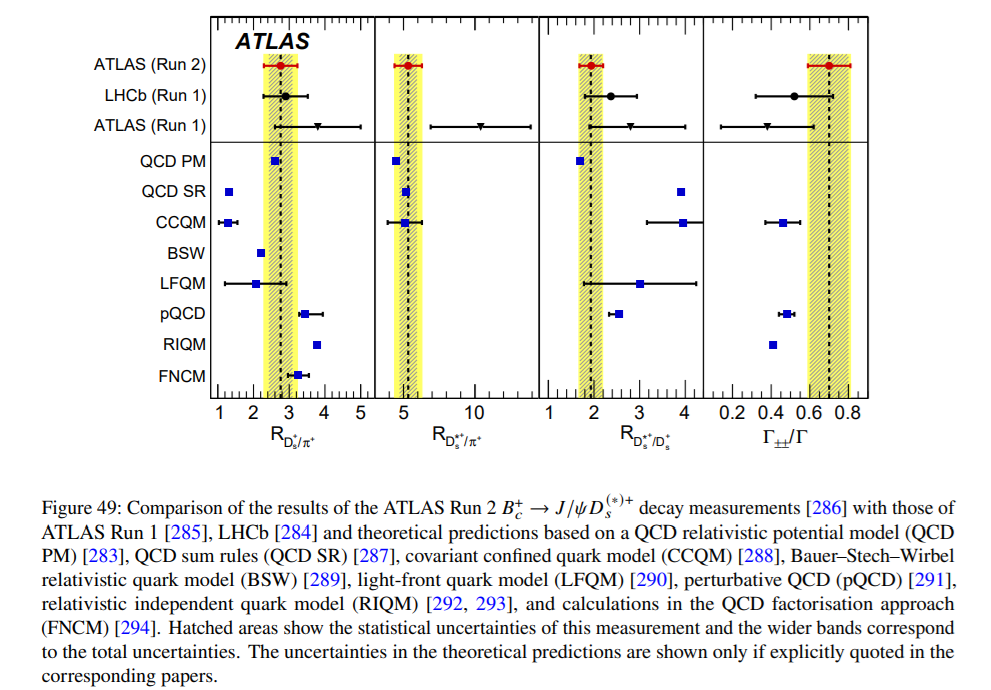 ATLAS
ATLAS (Run 2)
LHCb (Run 1)
ATLAS (Run 1)
QCD PM
QCD SR
CCQM
BSW
LFQM
pQCD
RIQM
FNCM
1 2 3 4 5 5 10 1 2 3 4 0.2 0.4 0.6 0.8
R_{D_s^+/π^+} R_{D_s^{*+}/π^+} R_{D_s^{*+}/D_s^+} Γ_{±±}/Γ
Figure 49: Comparison of the results of the ATLAS Run 2 B_c^+ → J/ψD_s^{(*)+} decay measurements [286] with those of
ATLAS Run 1 [285], LHCb [284] and theoretical predictions based on a QCD relativistic potential model (QCD
PM) [283], QCD sum rules (QCD SR) [287], covariant confined quark model (CCQM) [288], Bauer–Stech–Wirbel
relativistic quark model (BSW) [289], light-front quark model (LFQM) [290], perturbative QCD (pQCD) [291],
relativistic independent quark model (RIQM) [292, 293], and calculations in the QCD factorisation approach
(FNCM) [294]. Hatched areas show the statistical uncertainties of this measurement and the wider bands correspond
to the total uncertainties. The uncertainties in the theoretical predictions are shown only if explicitly quoted in the
corresponding papers.